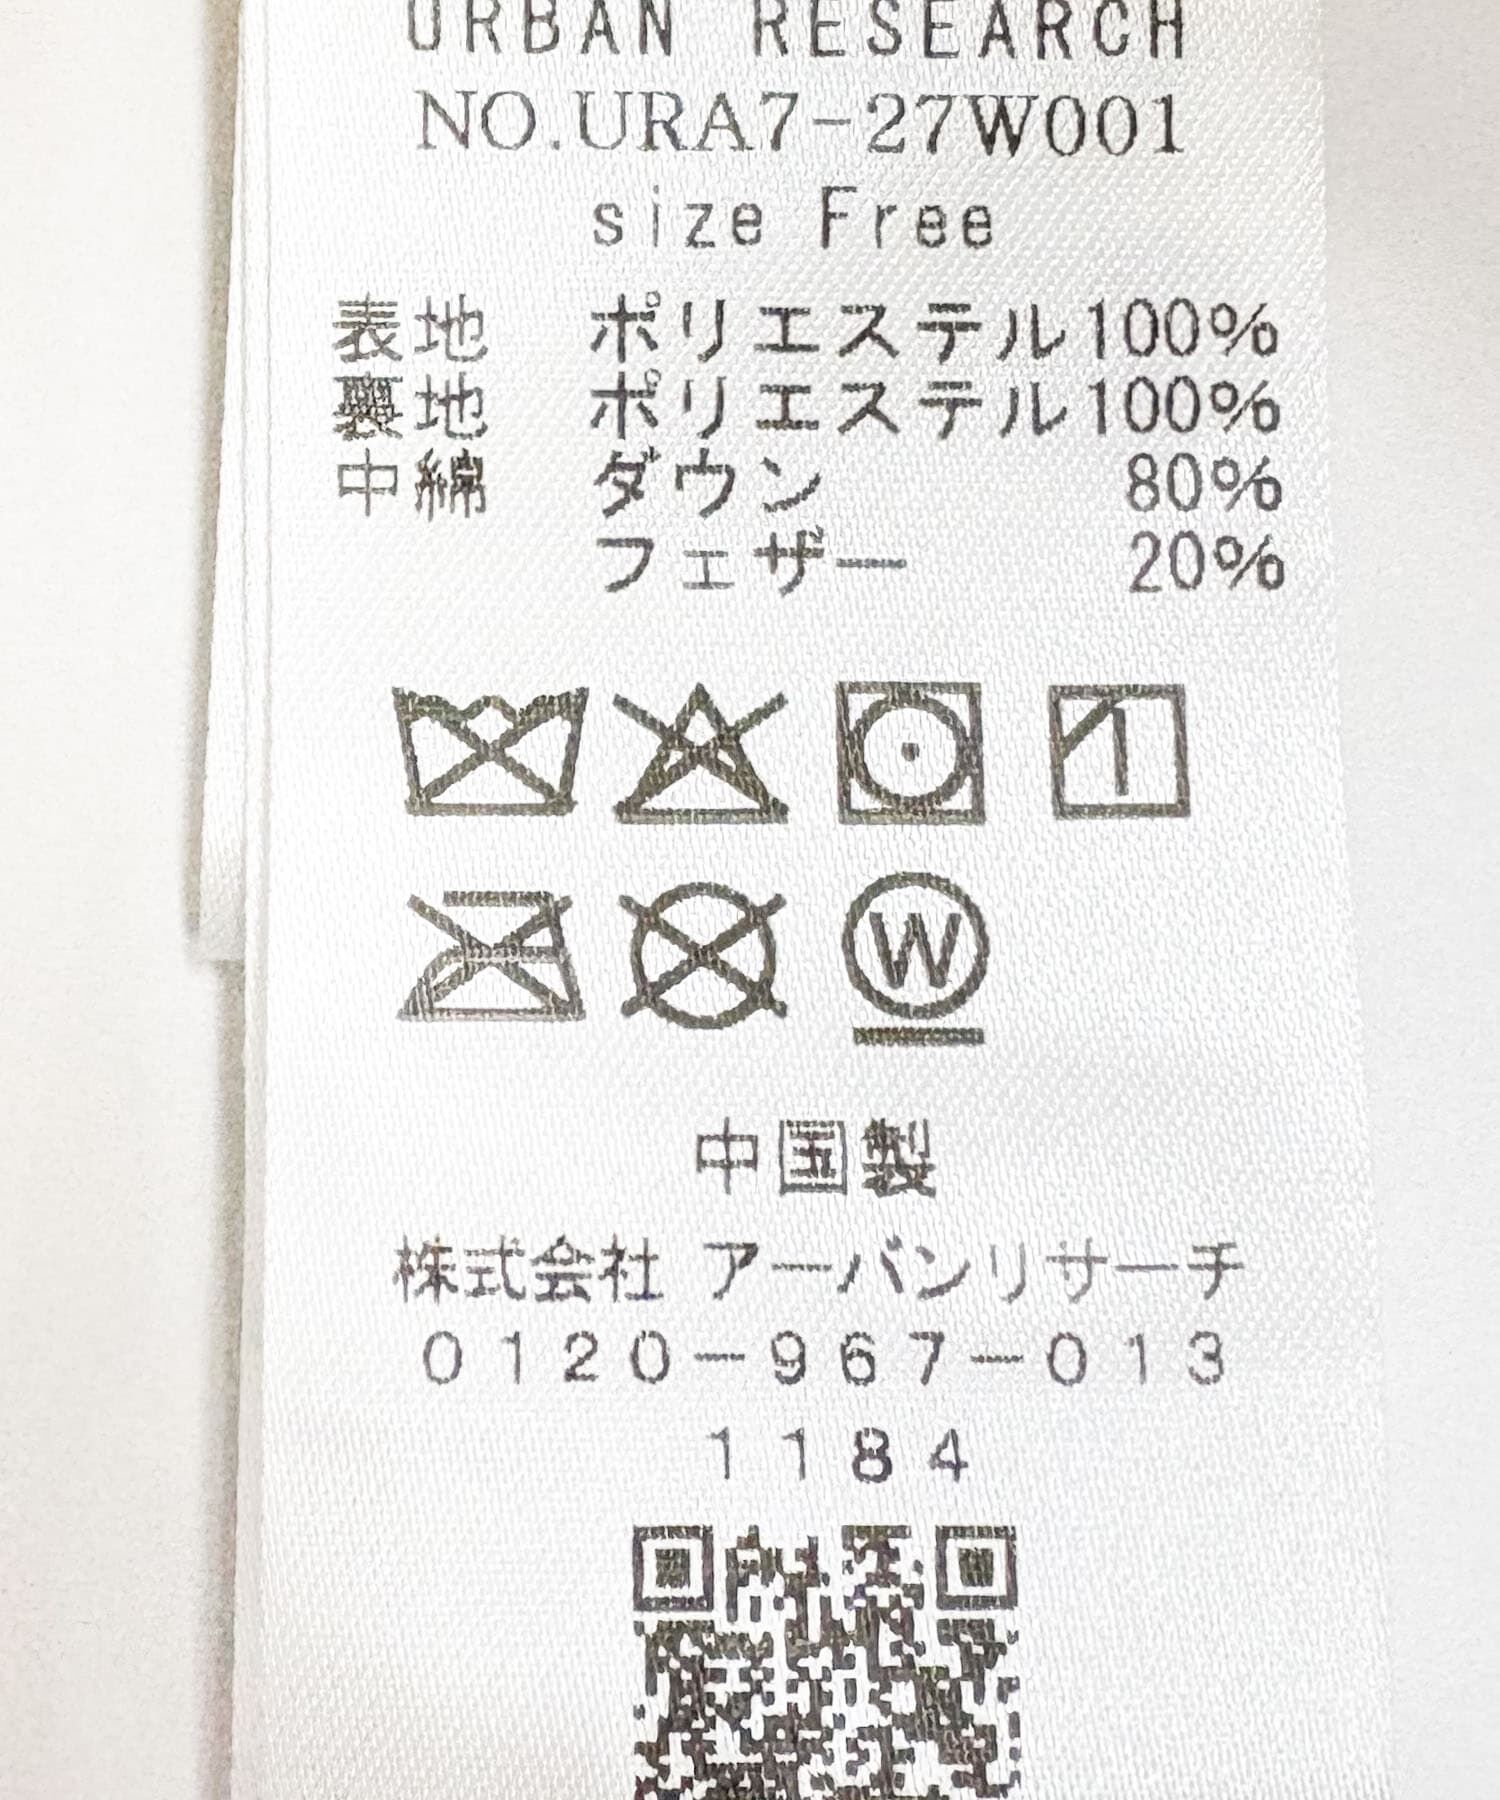 URBAN RESEARCH
NO.URA7-27W001
size Free
表地 ポリエステル100%
裏地 ポリエステル100%
中綿 ダウン 80%
フェザー 20%
W
中国製
株式会社 アーバンリサーチ
0120-967-013
1184